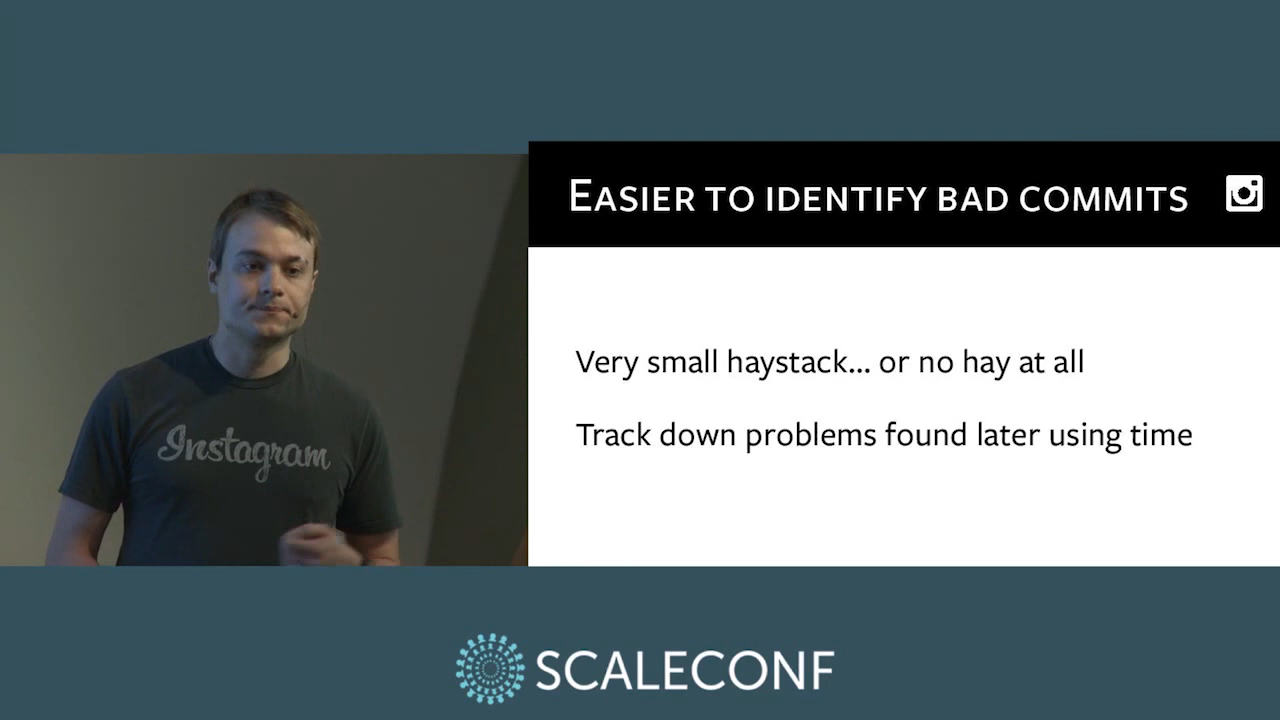 EASIER TO IDENTIFY BAD COMMITS
Very small haystack... or no hay at all
Track down problems found later using time
Instagram
SCALECONF